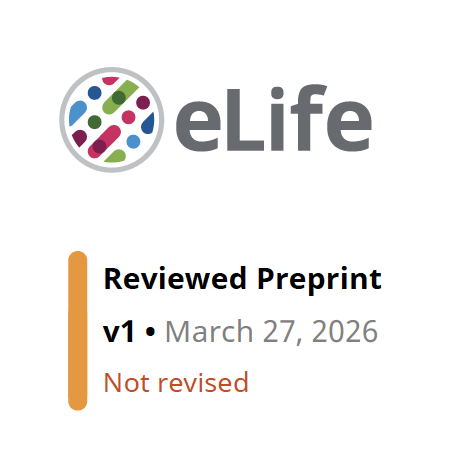 eLife
Reviewed Preprint
v1 • March 27, 2026
Not revised